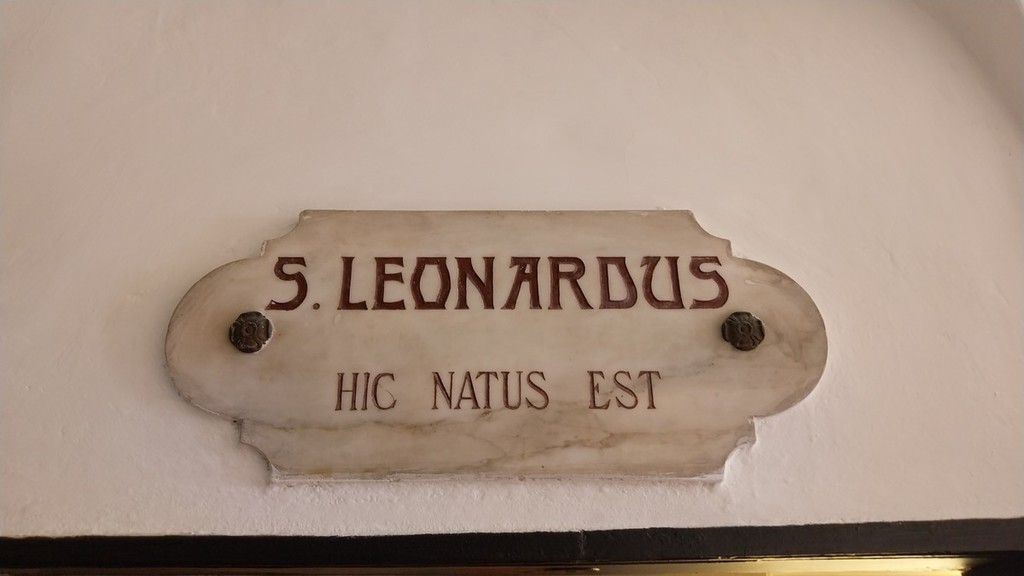 S. LEONARDUS
HIC NATUS EST